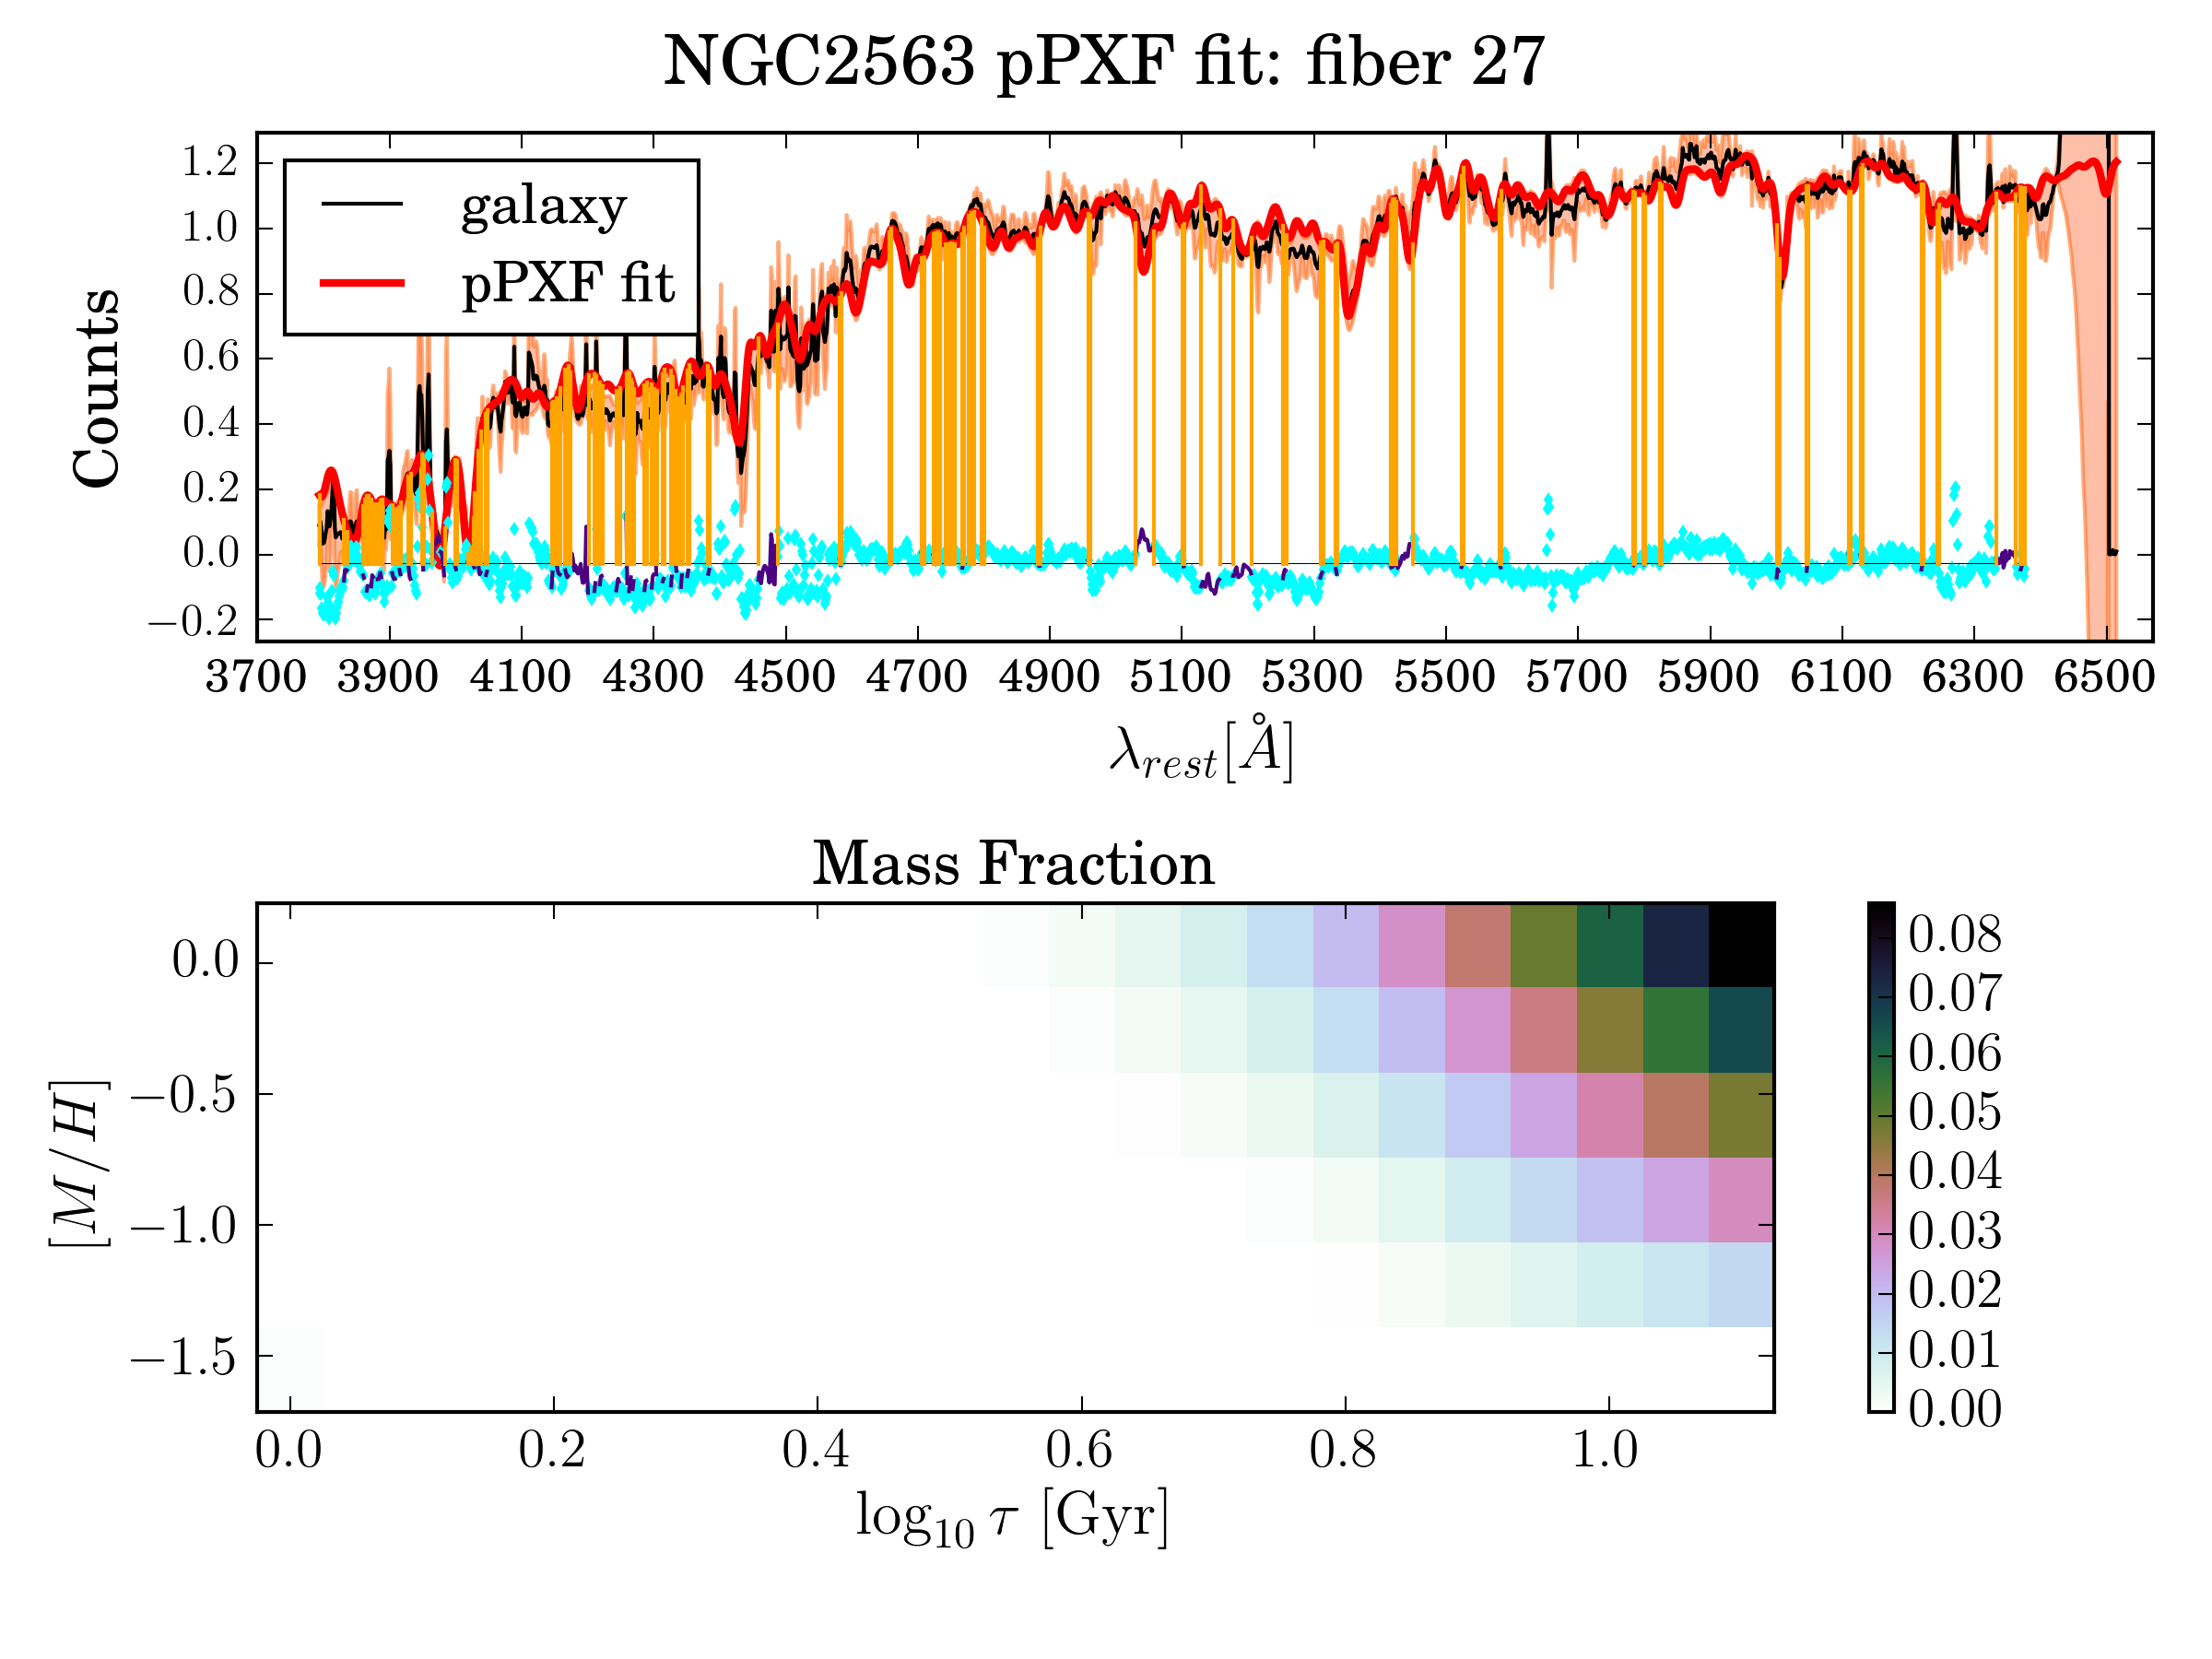 NGC2563 pPXF fit: fiber 27
galaxy
pPXF fit
Counts
1.2
1.0
0.8
0.6
0.4
0.2
0.0
−0.2
3700 3900 4100 4300 4500 4700 4900 5100 5300 5500 5700 5900 6100 6300 6500
λrest[Å]
Mass Fraction
[M/H]
0.0
−0.5
−1.0
−1.5
0.0 0.2 0.4 0.6 0.8 1.0
log10 τ [Gyr]
0.08
0.07
0.06
0.05
0.04
0.03
0.02
0.01
0.00